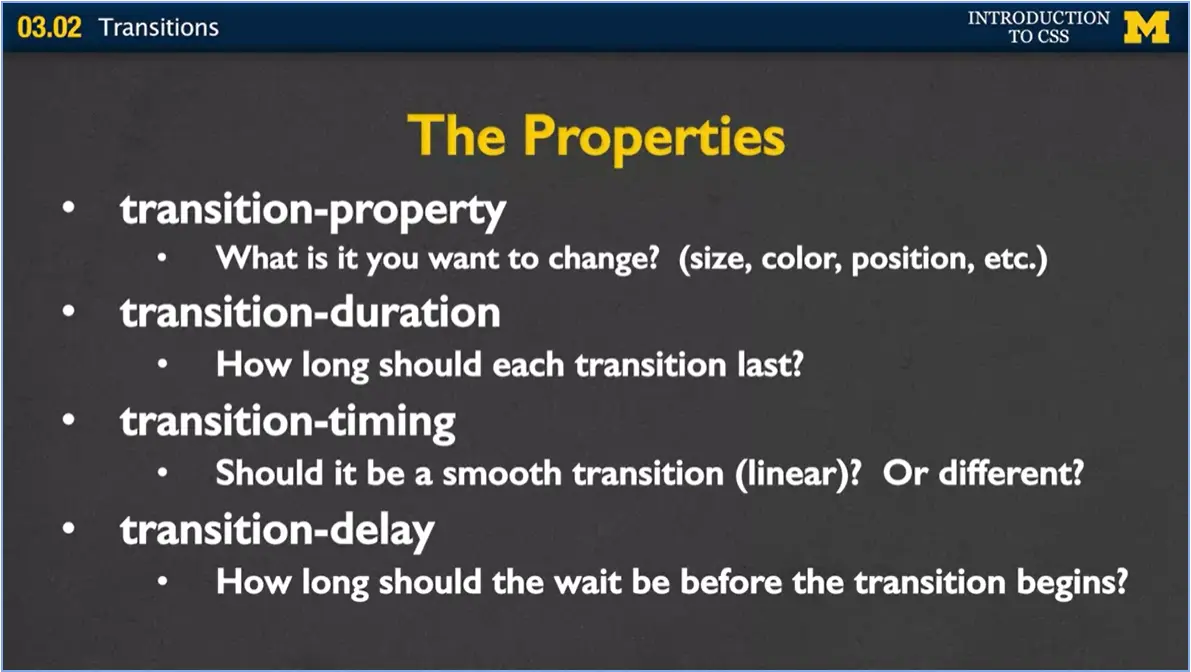 03.02 Transitions
INTRODUCTION
TO CSS
M
The Properties
• transition-property
• What is it you want to change? (size, color, position, etc.)
• transition-duration
• How long should each transition last?
• transition-timing
• Should it be a smooth transition (linear)? Or different?
• transition-delay
• How long should the wait be before the transition begins?